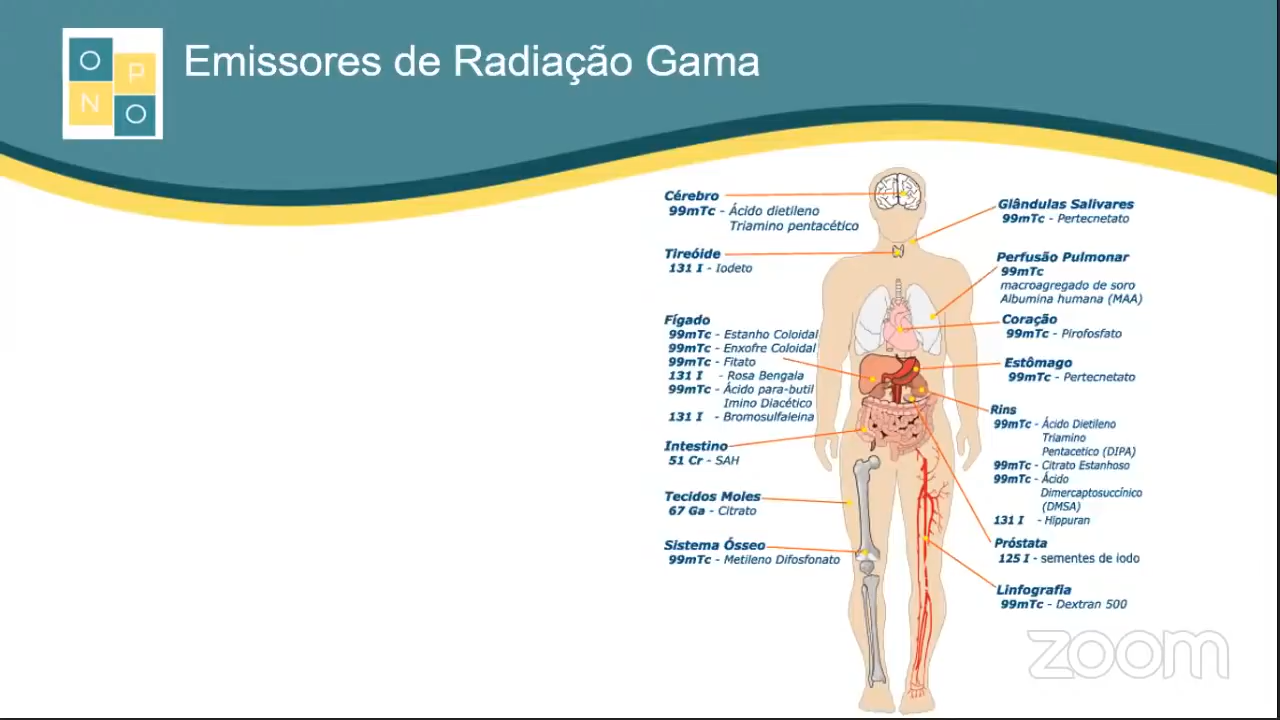 O
P
N
O
Emissores de Radiação Gama
Cérebro
99mTc - Ácido dietileno
Triamino pentacético
Tireóide
131 I - Iodeto
Fígado
99mTc - Estanho Coloidal
99mTc - Enxofre Coloidal
99mTc - Fitato
131 I - Rosa Bengala
99mTc - Ácido para-butil
Imino Diacético
131 I - Bromosulfaleina
Intestino
51 Cr - SAH
Tecidos Moles
67 Ga - Citrato
Sistema Ósseo
99mTc - Metileno Difosfonato
Glândulas Salivares
99mTc - Pertecnetato
Perfusão Pulmonar
99mTc
macroagregado de soro
Albumina humana (MAA)
Coração
99mTc - Pirofosfato
Estômago
99mTc - Pertecnetato
Rins
99mTc - Ácido Dietileno
Triamino
Pentacetico (DIPA)
99mTc - Citrato Estanhoso
99mTc - Ácido
Dimercaptosuccínico
(DMSA)
131 I - Hippuran
Próstata
125 I - sementes de iodo
Linfografia
99mTc - Dextran 500
zoom